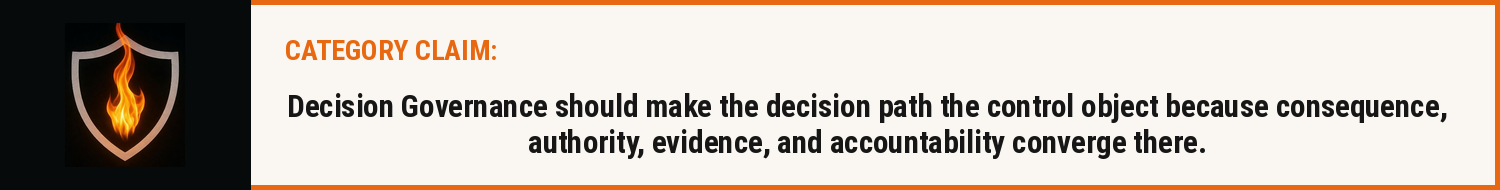 CATEGORY CLAIM:
Decision Governance should make the decision path the control object because consequence,
authority, evidence, and accountability converge there.